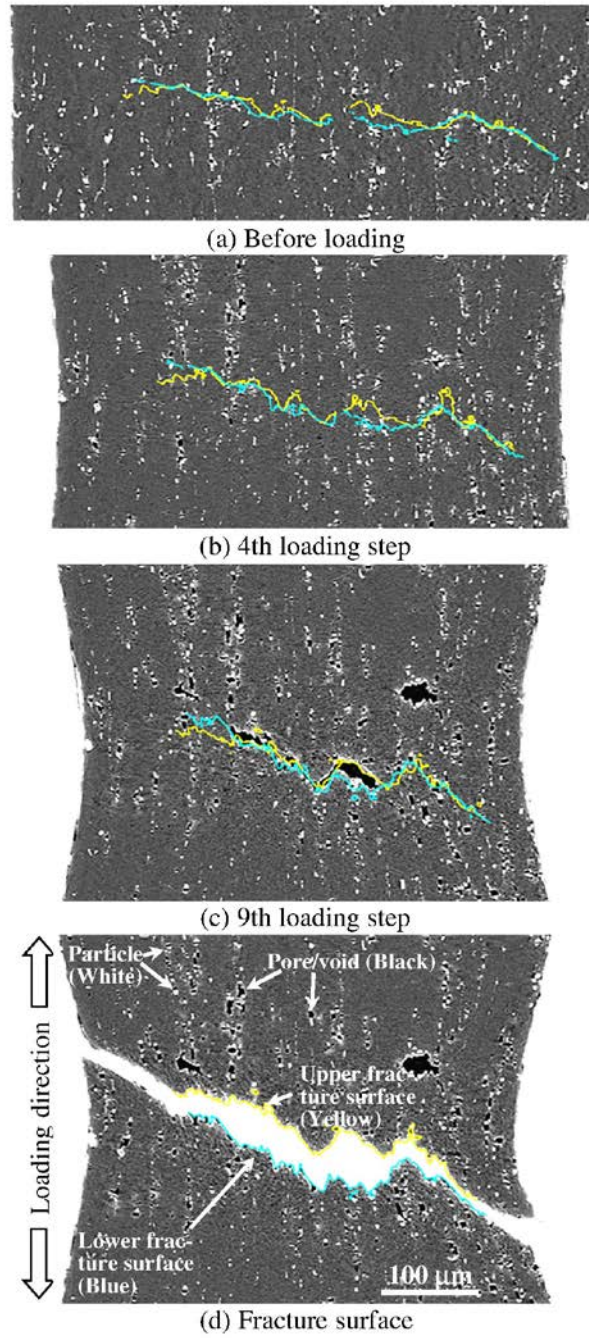 (a) Before loading
(b) 4th loading step
(c) 9th loading step
Particle
(White)
Pore/void (Black)
Upper frac-
ture surface
(Yellow)
Loading direction
Lower frac-
ture surface
(Blue)
100 μm
(d) Fracture surface